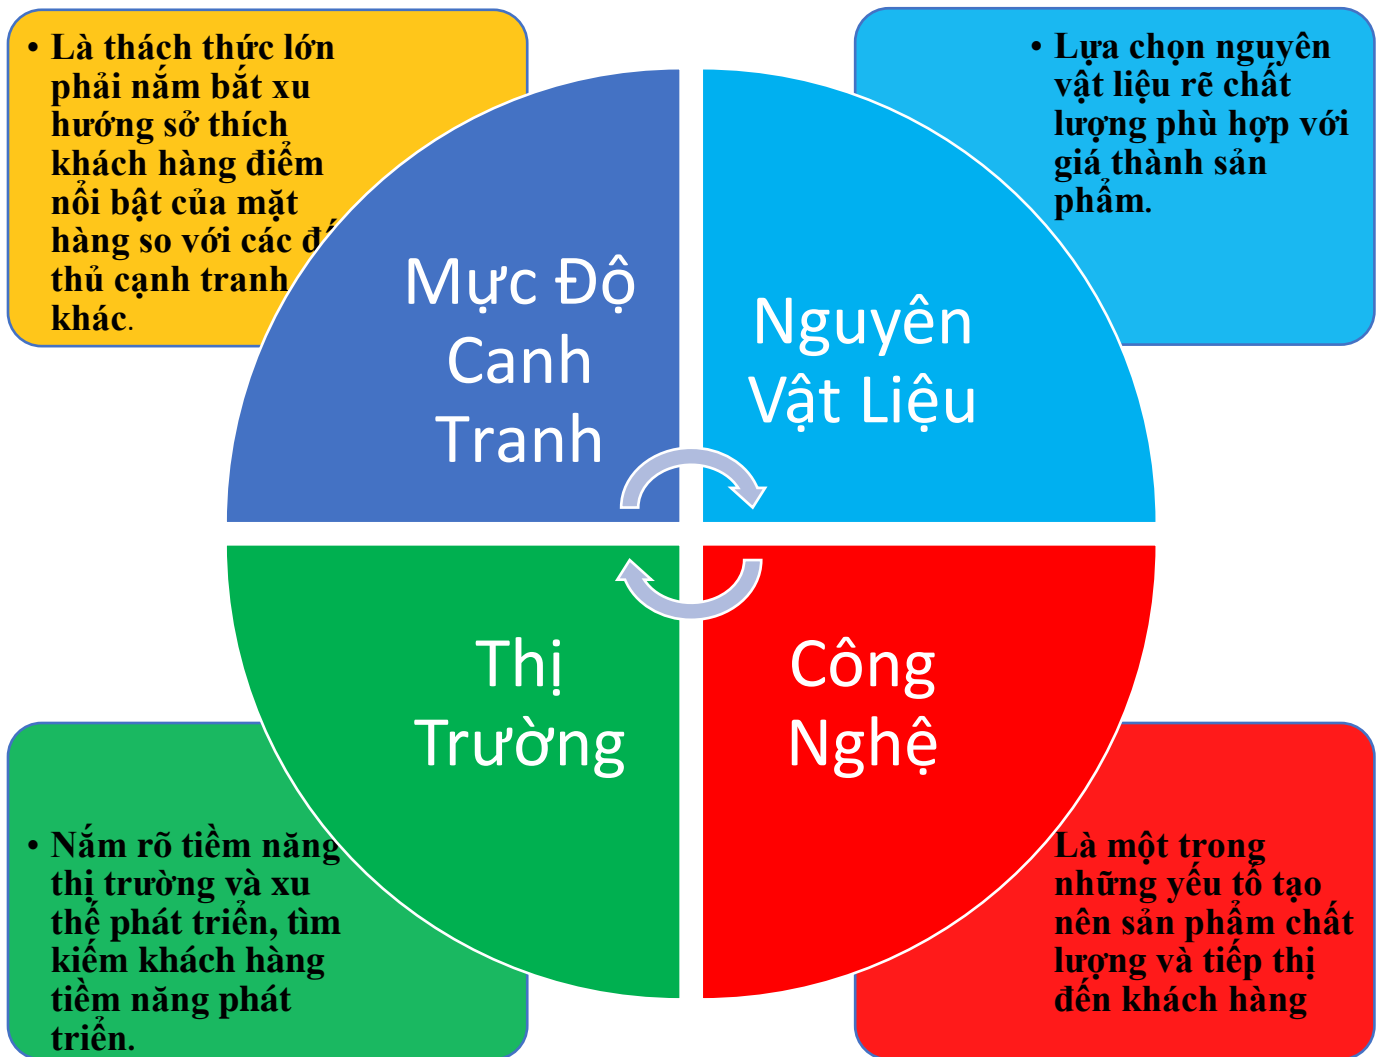 • Là thách thức lớn
phải nắm bắt xu
hướng sở thích
khách hàng điểm
nổi bật của mặt
hàng so với các
thủ cạnh tranh
khác.
• Lựa chọn nguyên
vật liệu rẽ chất
lượng phù hợp với
giá thành sản
phẩm.
Mực Độ
Canh
Tranh
Nguyên
Vật Liệu
Thị
Trường
Công
Nghệ
• Nắm rõ tiềm năng
thị trường và xu
thế phát triển, tìm
kiếm khách hàng
tiềm năng phát
triển.
Là một trong
những yếu tố tạo
nên sản phẩm chất
lượng và tiếp thị
đến khách hàng